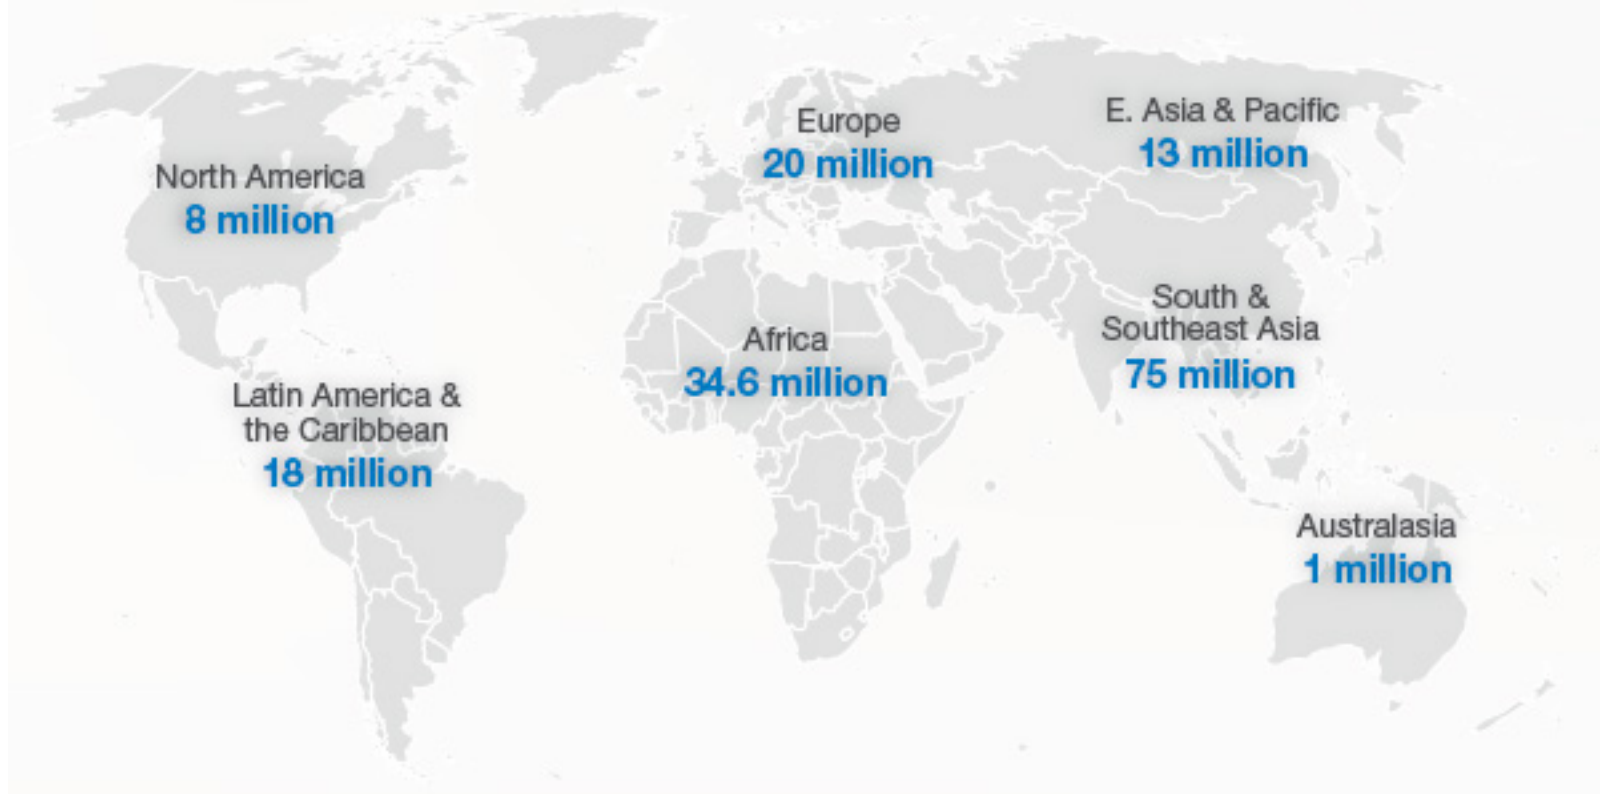 North America
8 million
Europe
20 million
E. Asia & Pacific
13 million
Africa
34.6 million
South &
Southeast Asia
75 million
Latin America &
the Caribbean
18 million
Australasia
1 million